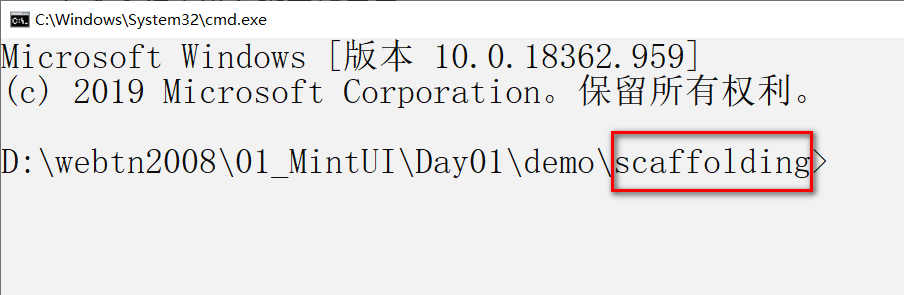 C:\Windows\System32\cmd.exe
Microsoft Windows [版本 10.0.18362.959]
(c) 2019 Microsoft Corporation。保留所有权利。
D:\webtn2008\01_MintUI\Day01\demo\scaffolding>